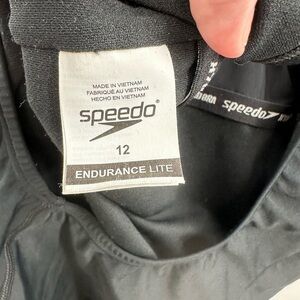 MADE IN VIETNAM
FABRIQUÉ AU VIETNAM
HECHO EN VIETNAM
speedo®
12
ENDURANCE LITE
speedo